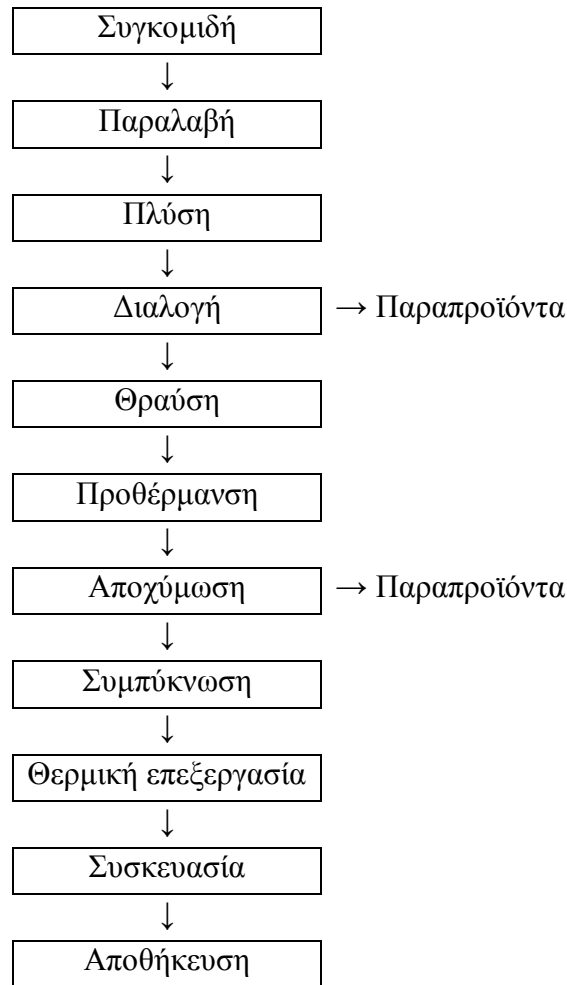 Συγκομιδή
↓
Παραλαβή
↓
Πλύση
↓
Διαλογή → Παραπροϊόντα
↓
Θραύση
↓
Προθέρμανση
↓
Αποχύμωση → Παραπροϊόντα
↓
Συμπύκνωση
↓
Θερμική επεξεργασία
↓
Συσκευασία
↓
Αποθήκευση